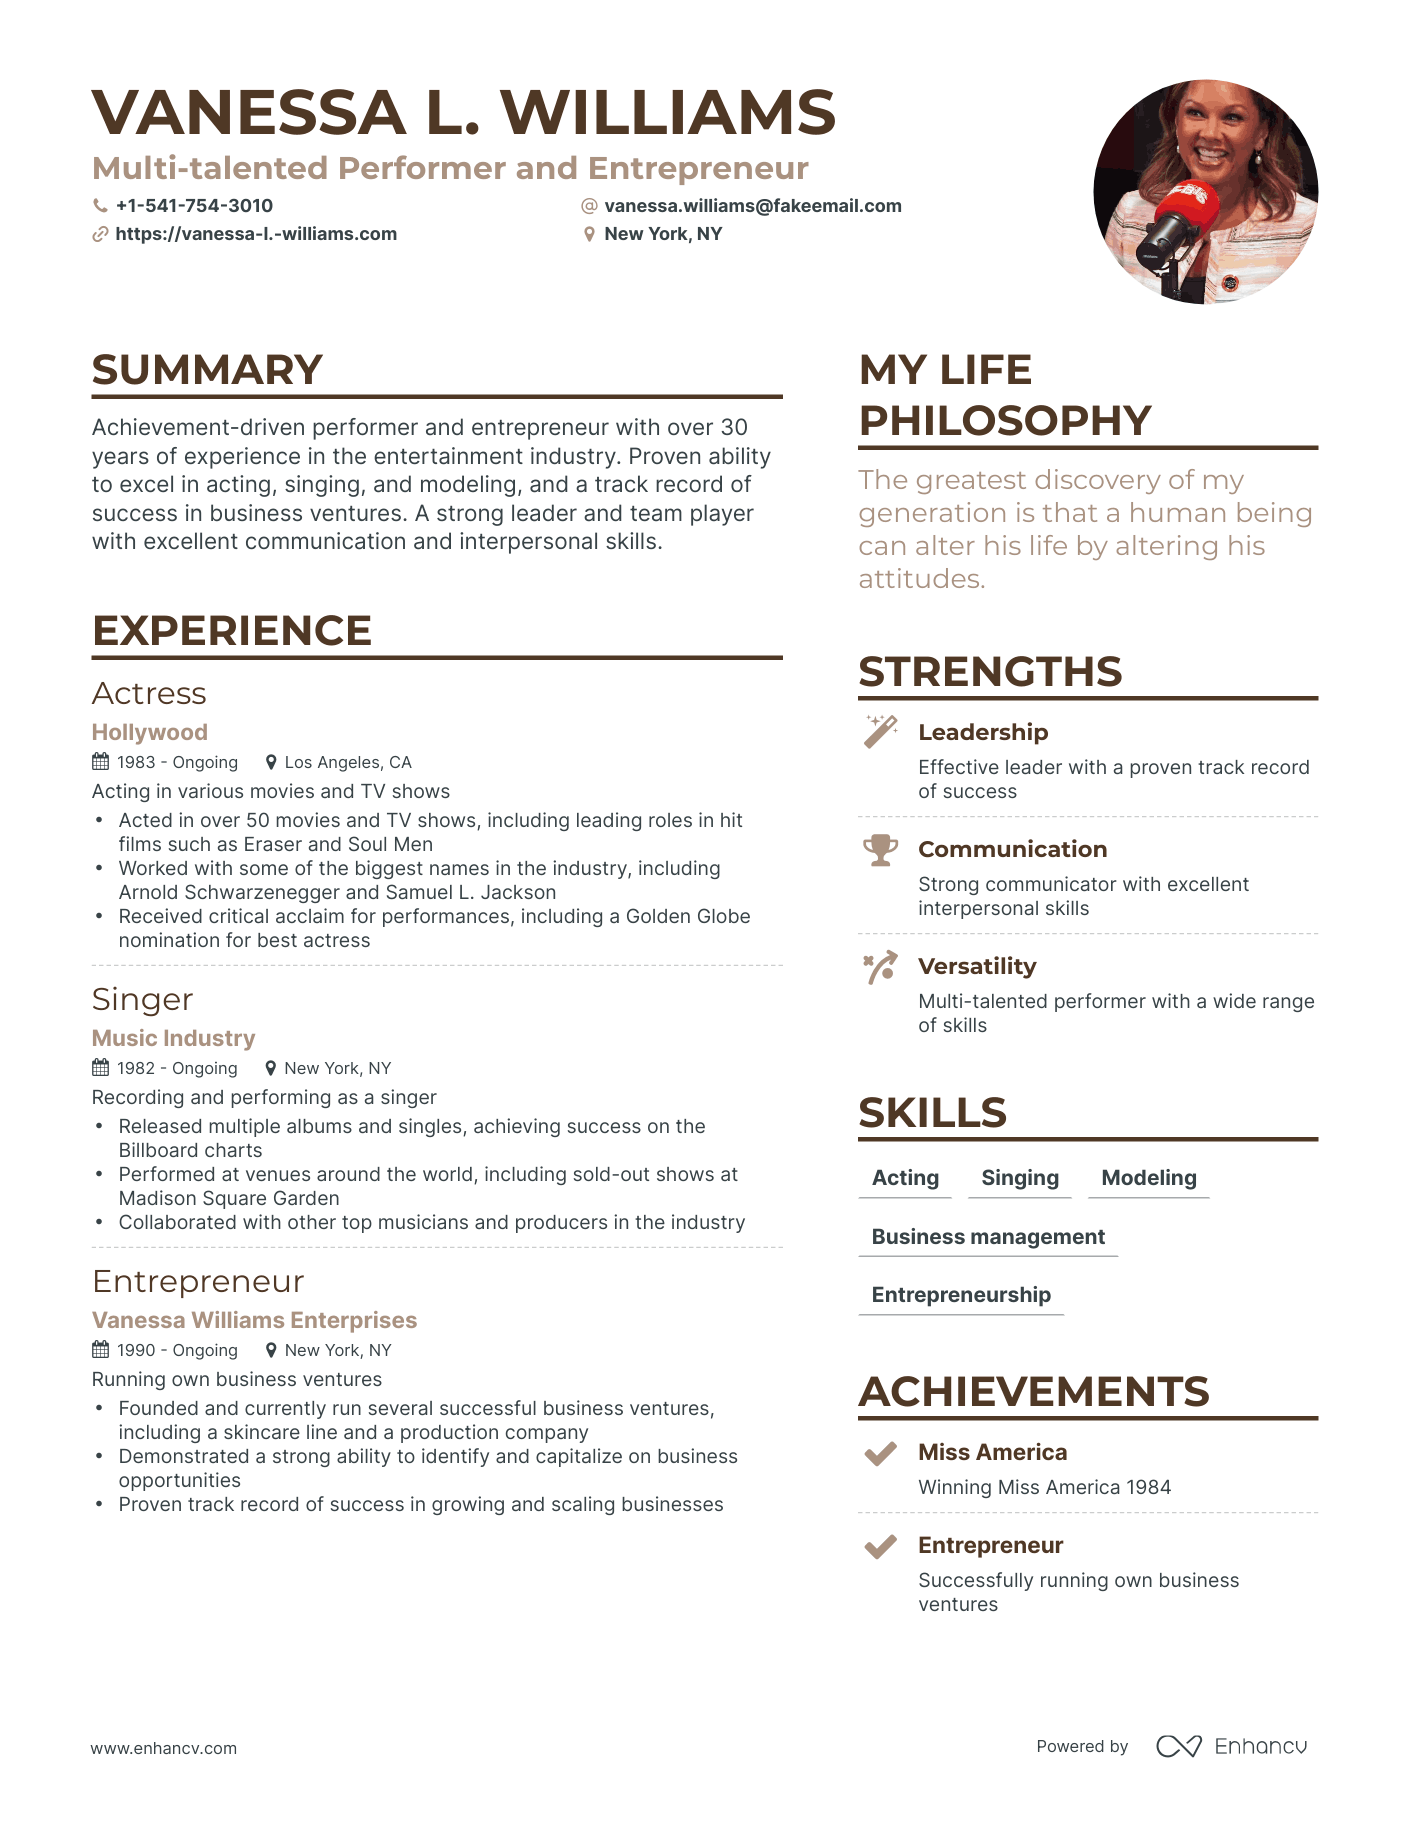 VANESSA L. WILLIAMS
Multi-talented Performer and Entrepreneur
+1-541-754-3010
vanessa.williams@fakeemail.com
https://vanessa-l.-williams.com
New York, NY
SUMMARY
Achievement-driven performer and entrepreneur with over 30
years of experience in the entertainment industry. Proven ability
to excel in acting, singing, and modeling, and a track record of
success in business ventures. A strong leader and team player
with excellent communication and interpersonal skills.
EXPERIENCE
Actress
Hollywood
1983 - Ongoing Los Angeles, CA
Acting in various movies and TV shows
• Acted in over 50 movies and TV shows, including leading roles in hit
films such as Eraser and Soul Men
• Worked with some of the biggest names in the industry, including
Arnold Schwarzenegger and Samuel L. Jackson
• Received critical acclaim for performances, including a Golden Globe
nomination for best actress
Singer
Music Industry
1982 - Ongoing New York, NY
Recording and performing as a singer
• Released multiple albums and singles, achieving success on the
Billboard charts
• Performed at venues around the world, including sold-out shows at
Madison Square Garden
• Collaborated with other top musicians and producers in the industry
Entrepreneur
Vanessa Williams Enterprises
1990 - Ongoing New York, NY
Running own business ventures
• Founded and currently run several successful business ventures,
including a skincare line and a production company
• Demonstrated a strong ability to identify and capitalize on business
opportunities
• Proven track record of success in growing and scaling businesses
MY LIFE
PHILOSOPHY
The greatest discovery of my
generation is that a human being
can alter his life by altering his
attitudes.
STRENGTHS
Leadership
Effective leader with a proven track record
of success
Communication
Strong communicator with excellent
interpersonal skills
Versatility
Multi-talented performer with a wide range
of skills
SKILLS
Acting Singing Modeling
Business management
Entrepreneurship
ACHIEVEMENTS
Miss America
Winning Miss America 1984
Entrepreneur
Successfully running own business
ventures
www.enhancv.com
Powered by Enhancv